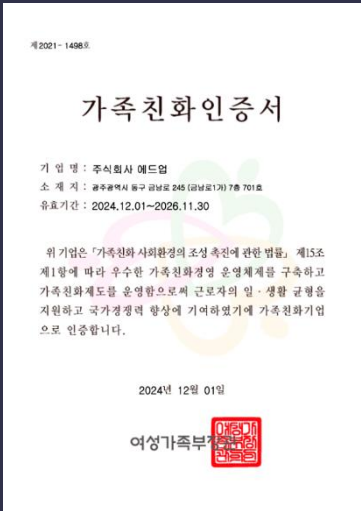 제 2021 - 1498호
가족친화인증서
기 업 명 : 주식회사 에드업
소 재 지 : 광주광역시 동구 금남로 245 (금남로1가) 7층 701호
유효기간 : 2024.12.01~2026.11.30
위 기업은 「가족친화 사회환경의 조성 촉진에 관한 법률」 제15조
제1항에 따라 우수한 가족친화경영 운영체제를 구축하고
가족친화제도를 운영함으로써 근로자의 일 · 생활 균형을
지원하고 국가경쟁력 향상에 기여하였기에 가족친화기업
으로 인증합니다.
2024년 12월 01일
여성가족부장관